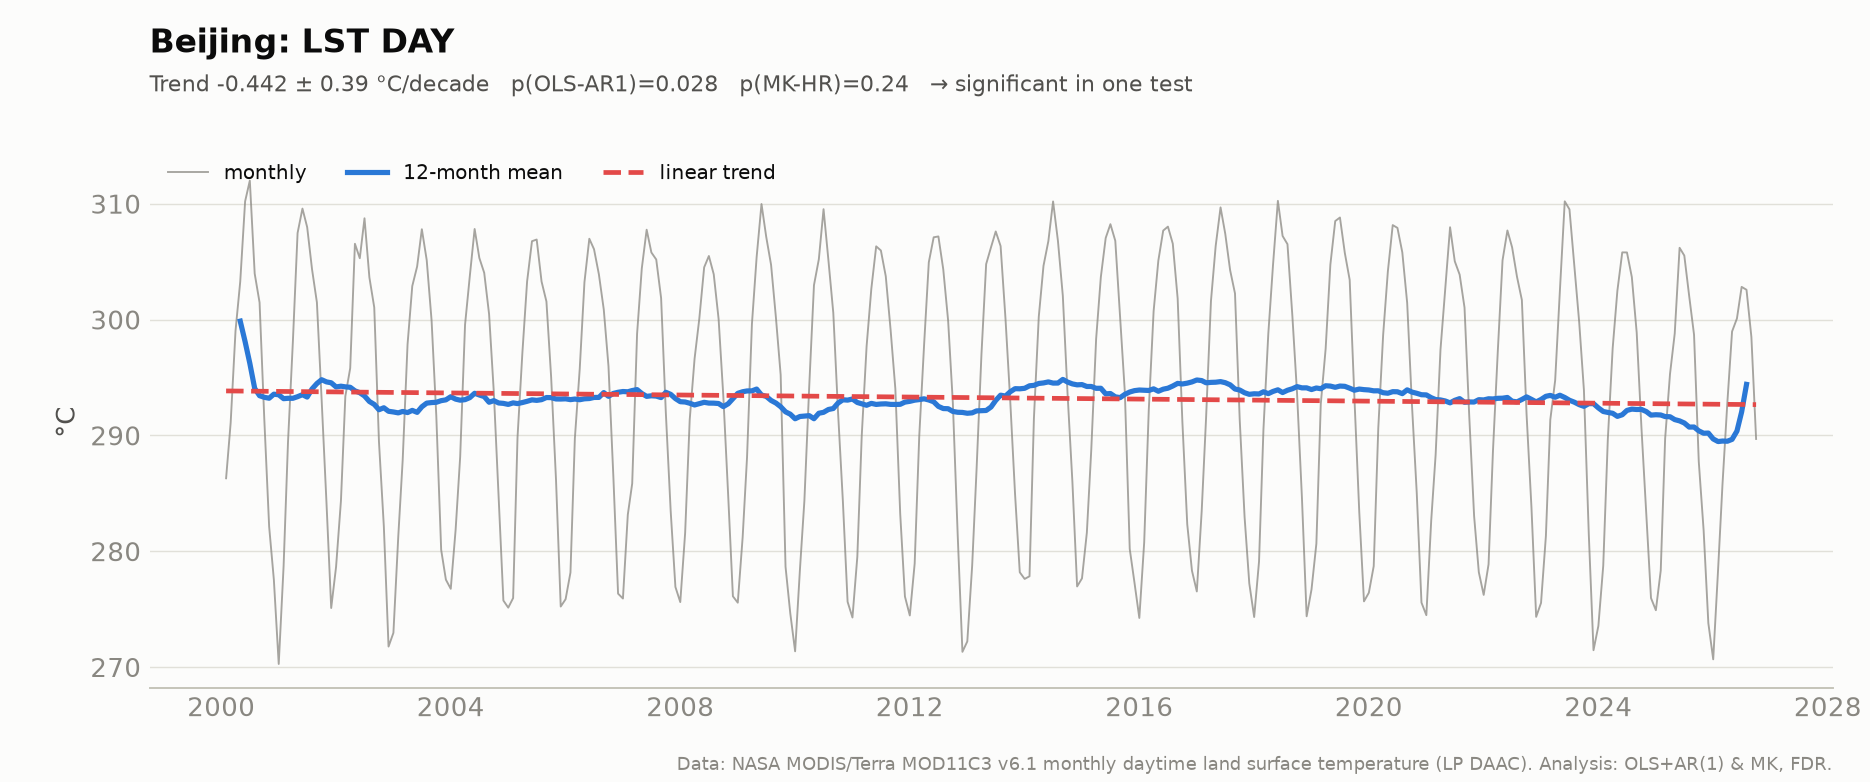 Beijing: LST DAY
Trend -0.442 ± 0.39 °C/decade   p(OLS-AR1)=0.028   p(MK-HR)=0.24   → significant in one test
monthly   12-month mean   linear trend
310
300
290
280
270
°C
2000   2004   2008   2012   2016   2020   2024   2028
Data: NASA MODIS/Terra MOD11C3 v6.1 monthly daytime land surface temperature (LP DAAC). Analysis: OLS+AR(1) & MK, FDR.